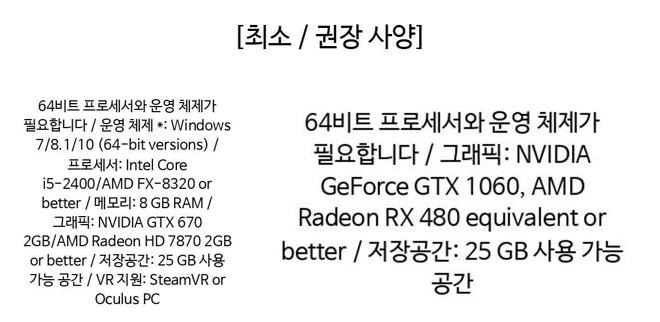 [최소 / 권장 사양]
64비트 프로세서와 운영 체제가
필요합니다 / 운영 체제 *: Windows
7/8.1/10 (64-bit versions) /
프로세서: Intel Core
i5-2400/AMD FX-8320 or
better / 메모리: 8 GB RAM /
그래픽: NVIDIA GTX 670
2GB/AMD Radeon HD 7870 2GB
or better / 저장공간: 25 GB 사용
가능 공간 / VR 지원: SteamVR or
Oculus PC
64비트 프로세서와 운영 체제가
필요합니다 / 그래픽: NVIDIA
GeForce GTX 1060, AMD
Radeon RX 480 equivalent or
better / 저장공간: 25 GB 사용 가능
공간